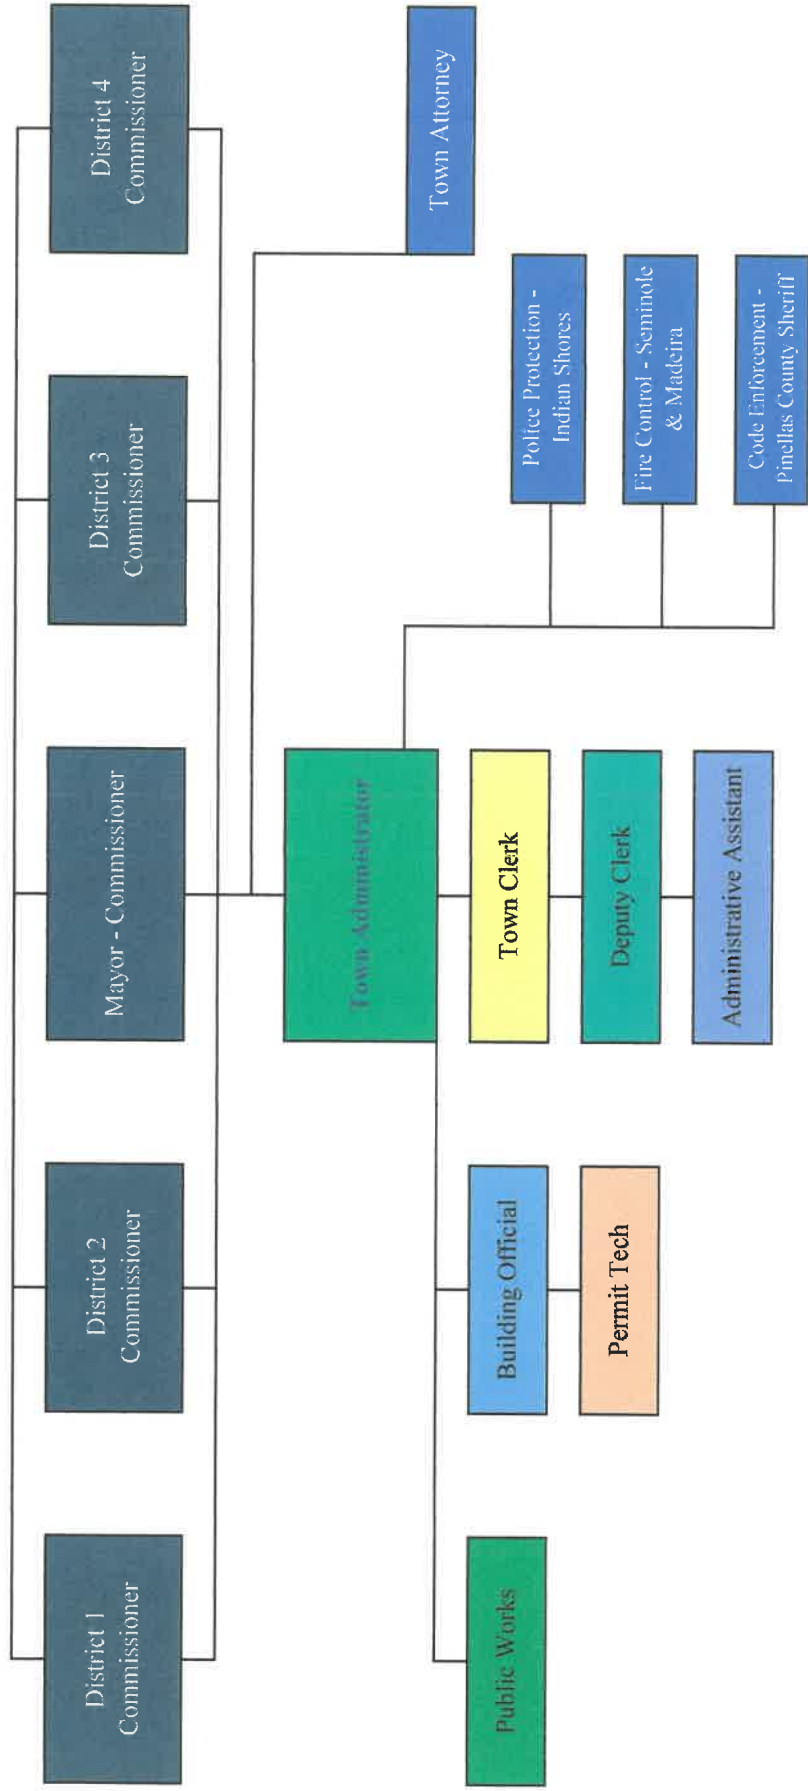 District 1
Commissioner
District 2
Commissioner
Mayor - Commissioner
District 3
Commissioner
District 4
Commissioner
Town Administrator
Town Attorney
Public Works
Building Official
Town Clerk
Police Protection -
Indian Shores
Permit Tech
Deputy Clerk
Fire Control - Seminole
& Madeira
Administrative Assistant
Code Enforcement -
Pinellas County Sheriff